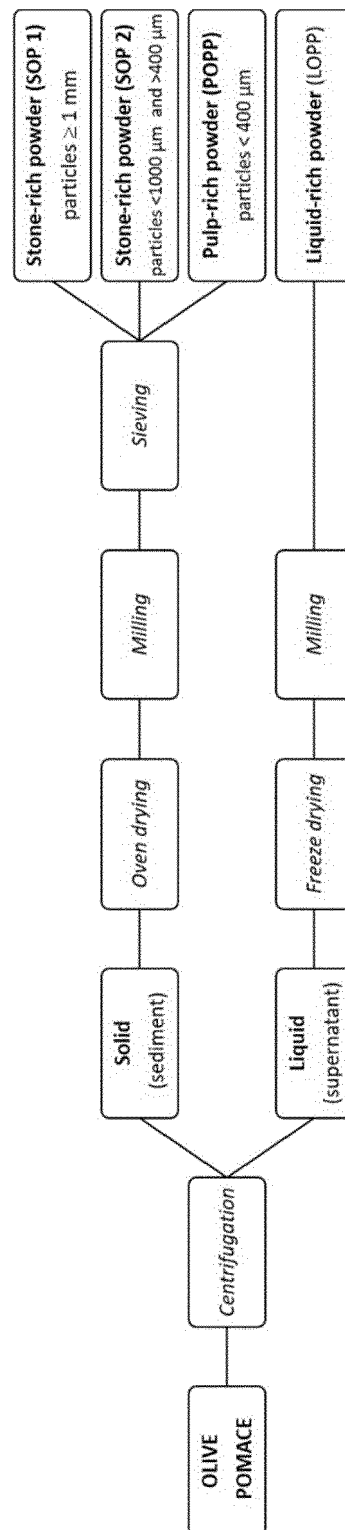 OLIVE
POMACE
Centrifugation
Solid
(sediment)
Oven drying
Milling
Sieving
Stone-rich powder (SOP 1)
particles ≥ 1 mm
Stone-rich powder (SOP 2)
particles <1000 µm and >400 µm
Pulp-rich powder (POPP)
particles < 400 µm
Liquid
(supernatant)
Freeze drying
Milling
Liquid-rich powder (LOPP)